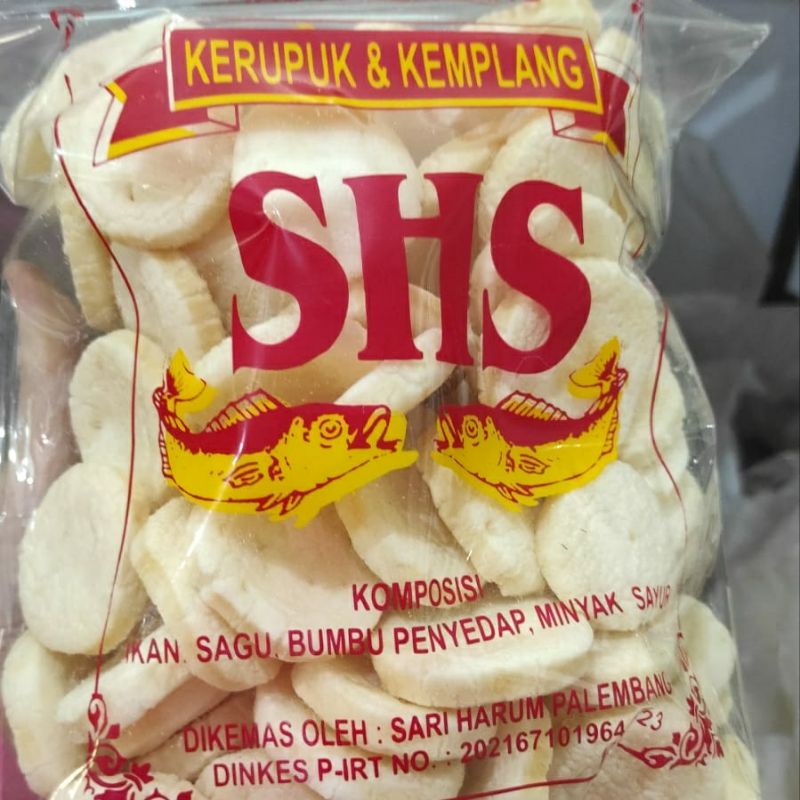 KERUPUK & KEMPLANG
SHS
KOMPOSISI
IKAN. SAGU. BUMBU PENYEDAP, MINYAK SAYUR
DIKEMAS OLEH : SARI HARUM PALEMBANG
DINKES P-IRT NO. : 202167101964 23